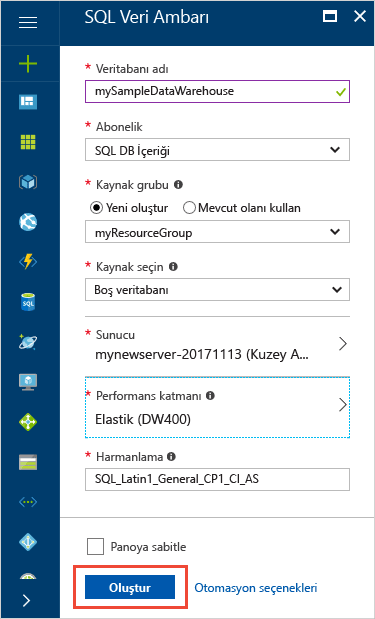 SQL Veri Ambarı
* Veritabanı adı
mySampleDataWarehouse
* Abonelik
SQL DB İçeriği
* Kaynak grubu
Yeni oluştur Mevcut olanı kullan
myResourceGroup
* Kaynak seçin
Boş veritabanı
* Sunucu
mynewserver-20171113 (Kuzey A...
* Performans katmanı
Elastik (DW400)
* Harmanlama
SQL_Latin1_General_CP1_CI_AS
Panoya sabitle
Oluştur Otomasyon seçenekleri
SQL